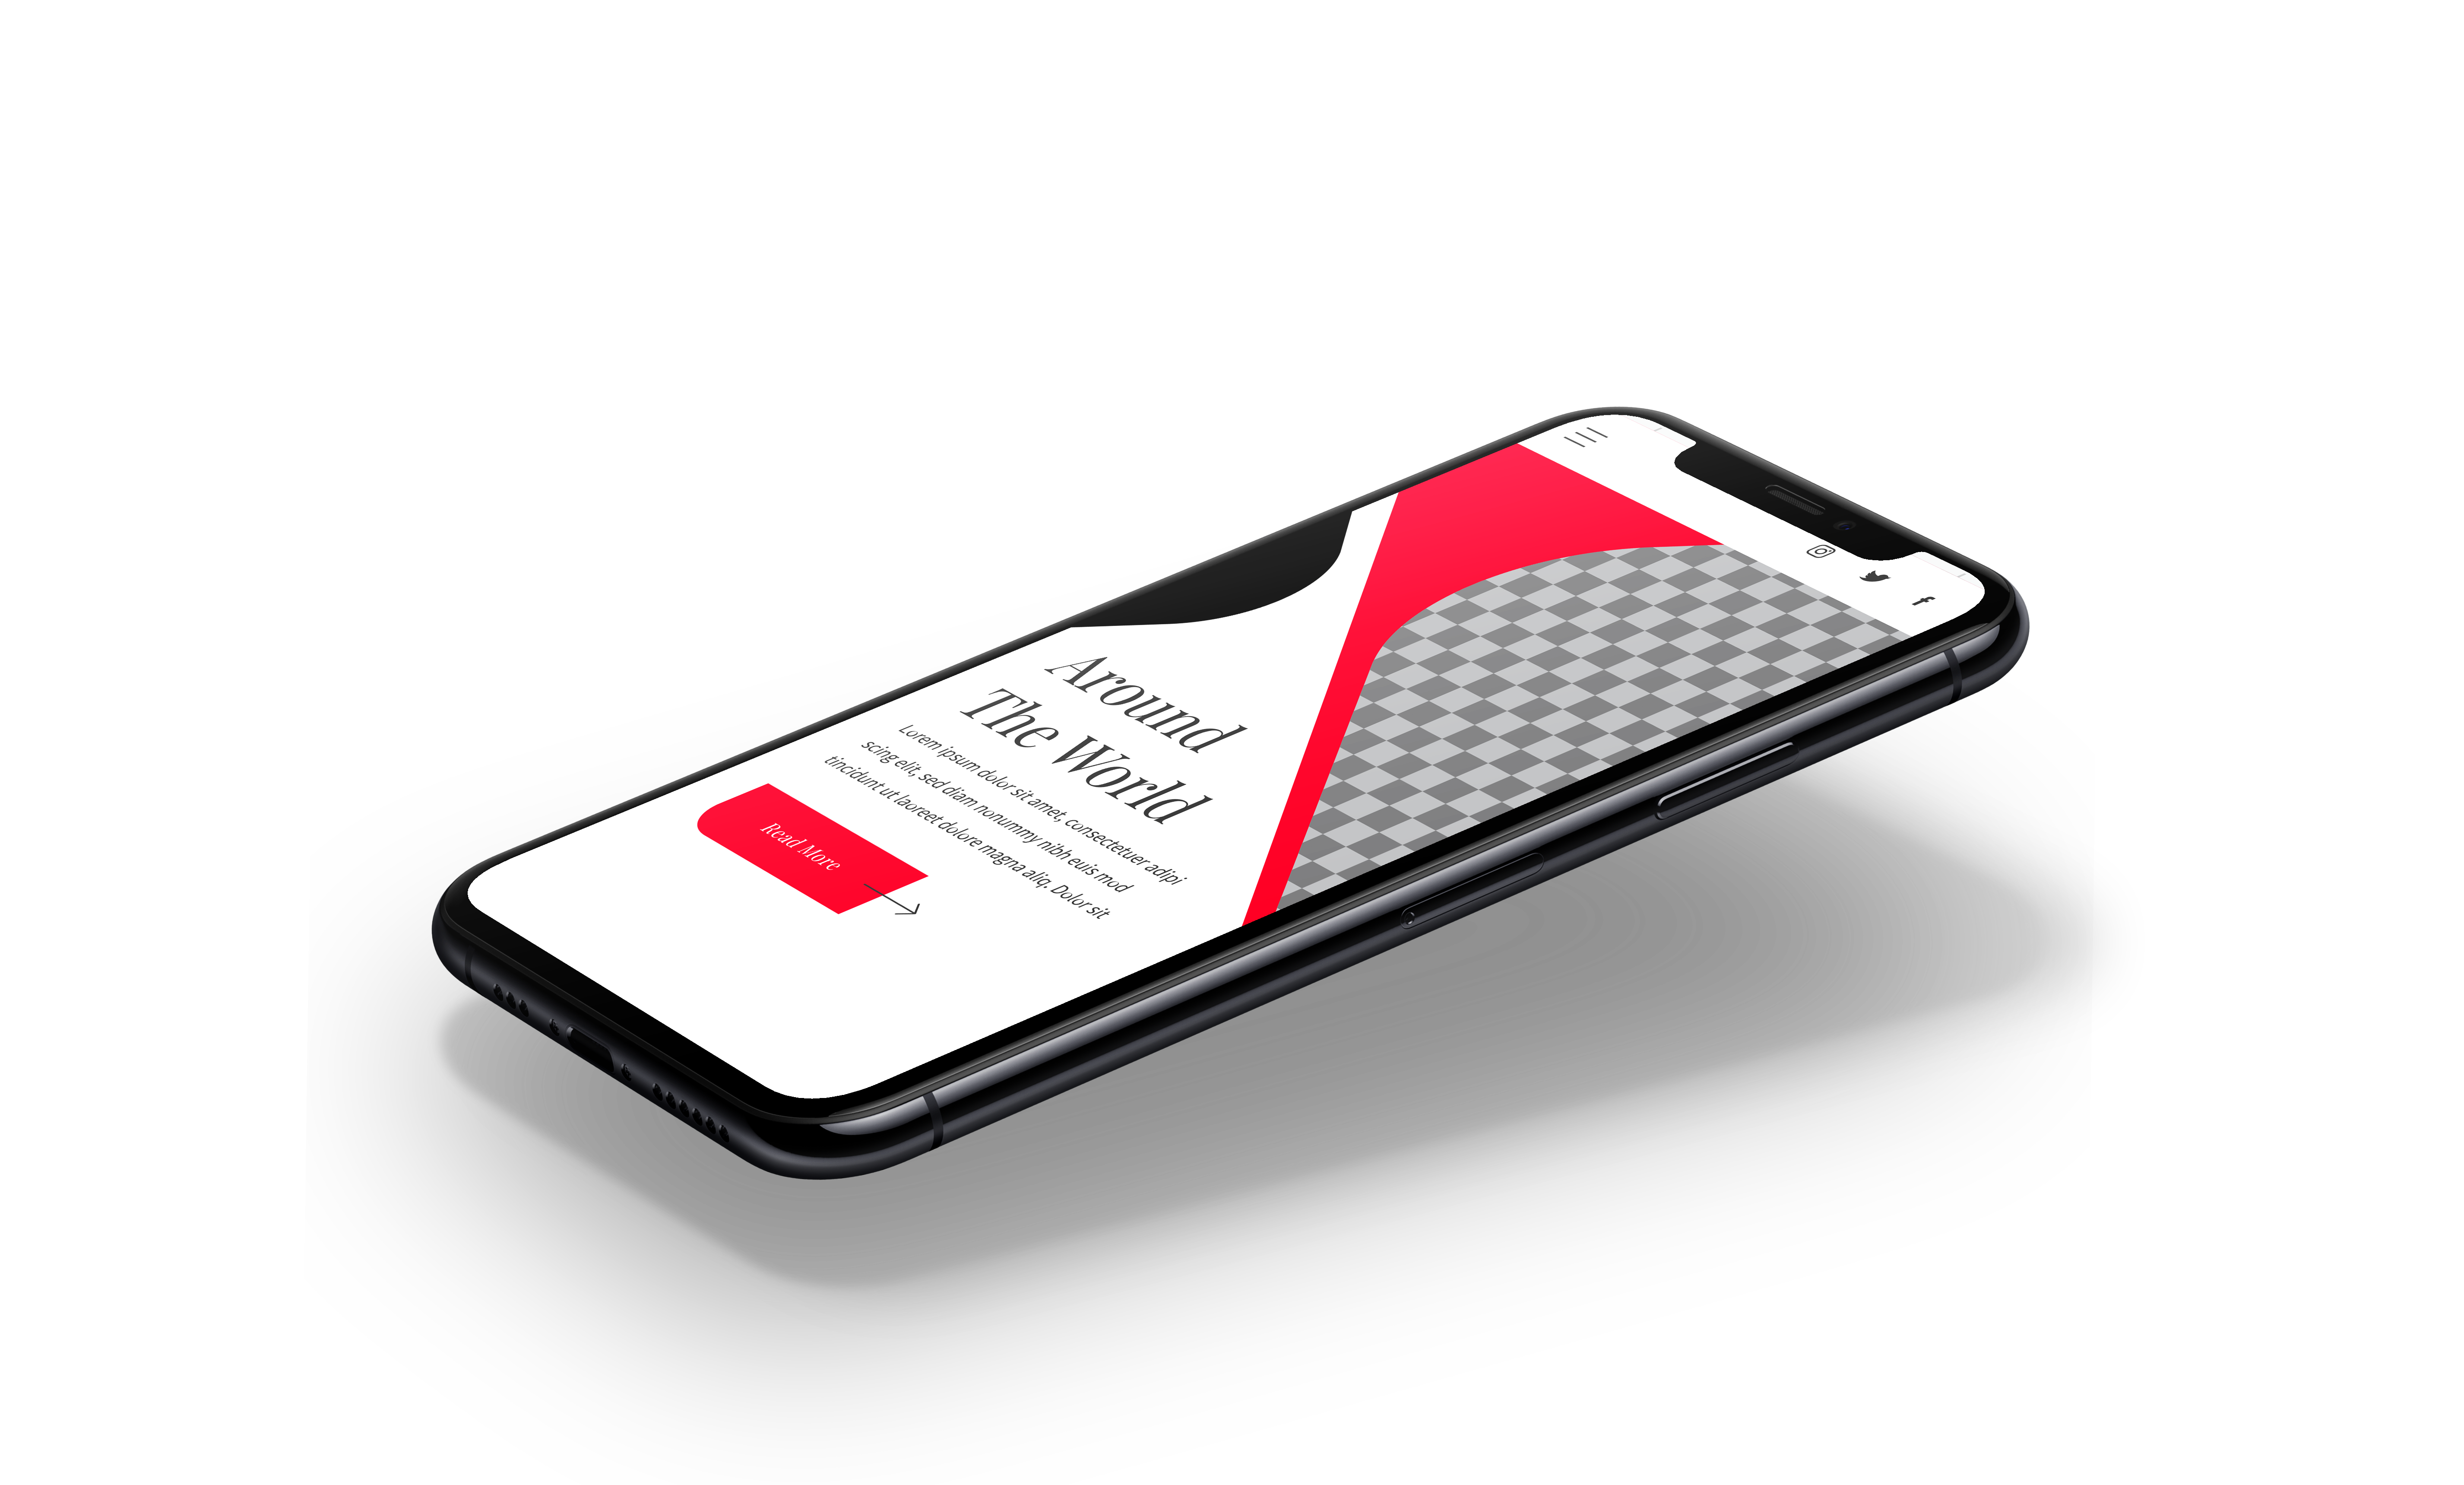 Around
The World
Lorem ipsum dolor sit amet, consectetuer adipi
scing elit, sed diam nonummy nibh euis mod
tincidunt ut laoreet dolore magna aliq. Dolor sit
Read More